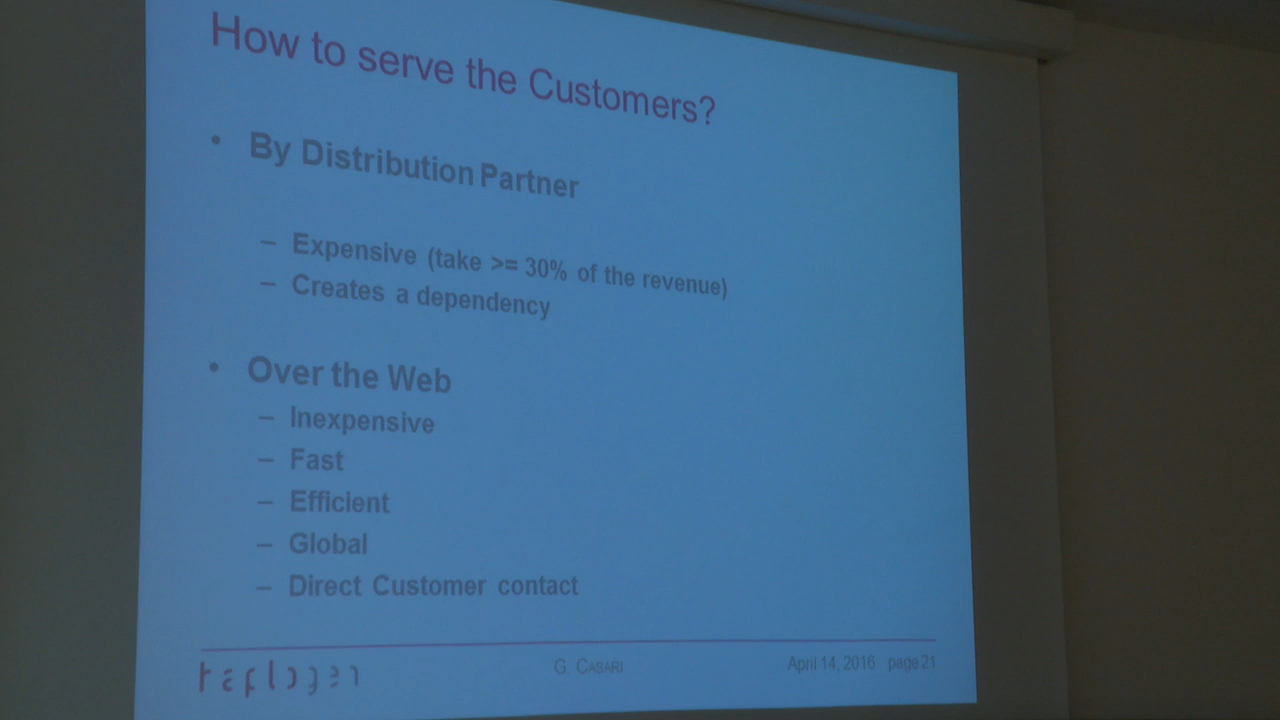 How to serve the Customers?
• By Distribution Partner
– Expensive (take >= 30% of the revenue)
– Creates a dependency
• Over the Web
– Inexpensive
– Fast
– Efficient
– Global
– Direct Customer contact
G. CASARI
April 14, 2016 page 21